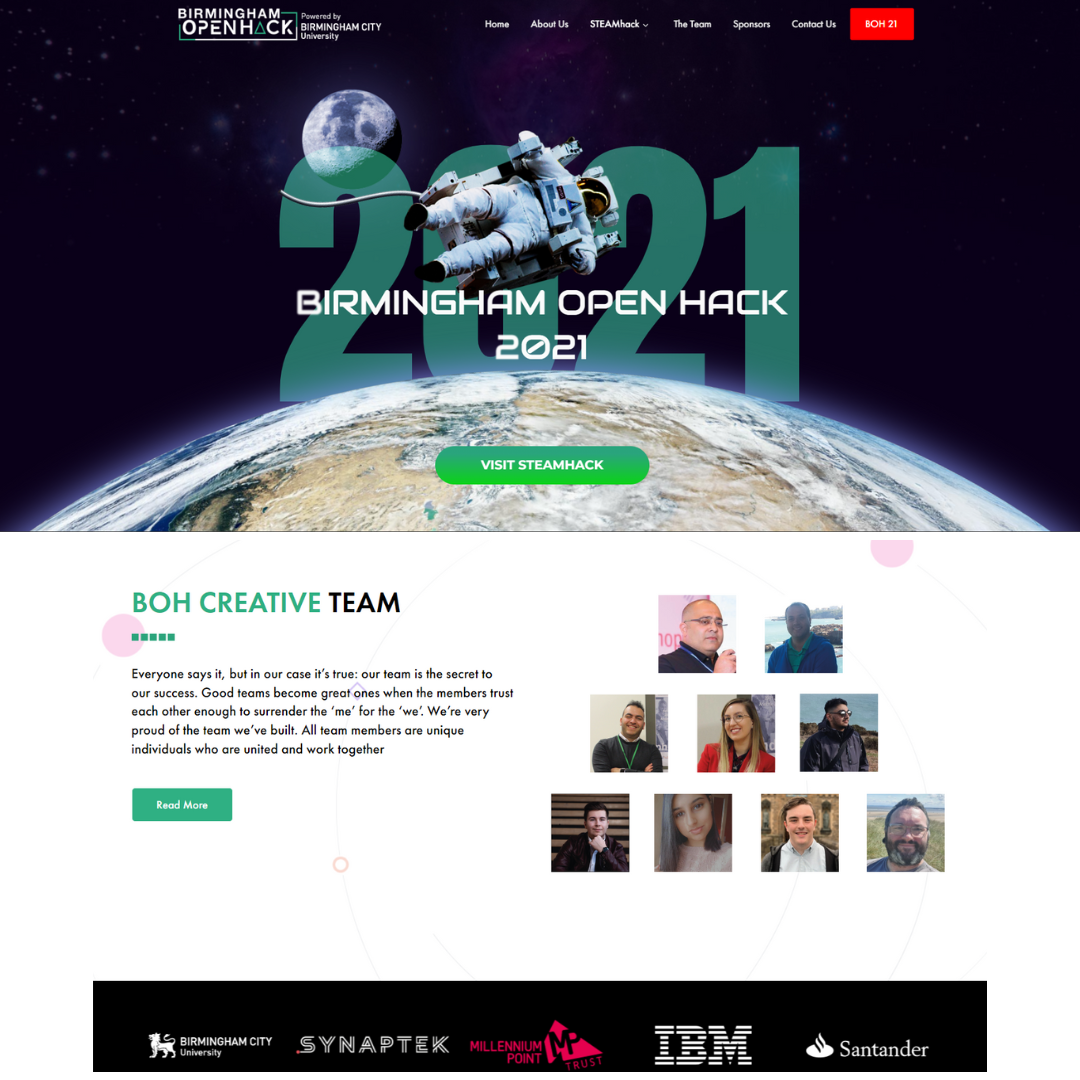 BIRMINGHAM
OPENHACK
Powered by
BIRMINGHAM CITY
University
Home About Us STEAMhack The Team Sponsors Contact Us BOH 21
2021
BIRMINGHAM OPEN HACK
2021
VISIT STEAMHACK
BOH CREATIVE TEAM
Everyone says it, but in our case it's true: our team is the secret to
our success. Good teams become great ones when the members trust
each other enough to surrender the 'me' for the 'we'. We're very
proud of the team we've built. All team members are unique
individuals who are united and work together
Read More
BIRMINGHAM CITY
University
SYNAPTEK
MILLENNIUM
POINT
MP
TRUST
IBM
Santander